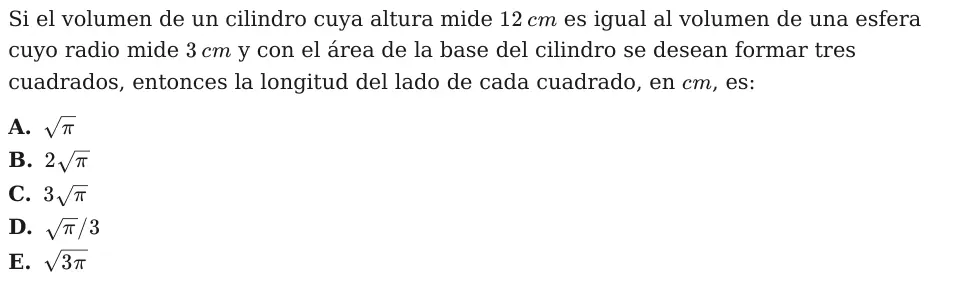 Si el volumen de un cilindro cuya altura mide 12 cm es igual al volumen de una esfera
cuyo radio mide 3 cm y con el área de la base del cilindro se desean formar tres
cuadrados, entonces la longitud del lado de cada cuadrado, en cm, es:
A. √π
B. 2√π
C. 3√π
D. √π/3
E. √3π